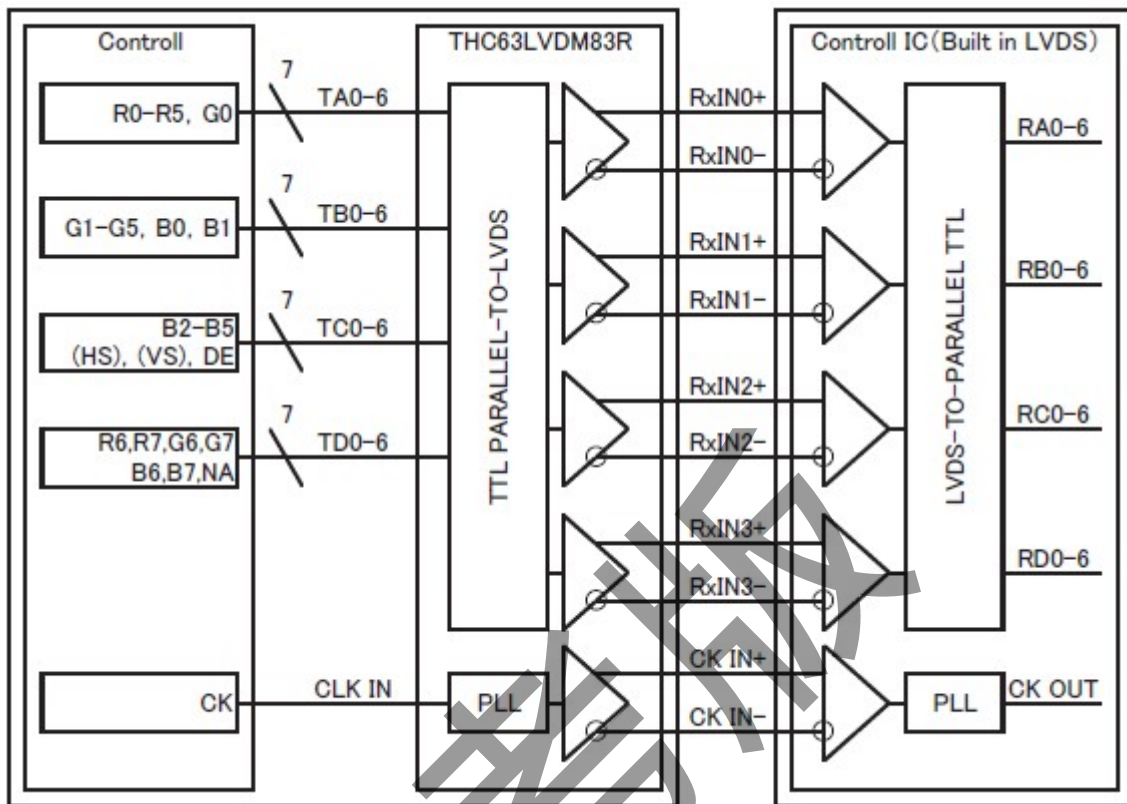 Controll
THC63LVDM83R
Controll IC(Built in LVDS)
R0-R5, G0
7
TA0-6
RxIN0+
RxIN0-
RA0-6
G1-G5, B0, B1
7
TB0-6
RxIN1+
RxIN1-
RB0-6
B2-B5
(HS), (VS), DE
7
TC0-6
RxIN2+
RxIN2-
RC0-6
R6,R7,G6,G7
B6,B7,NA
7
TD0-6
RxIN3+
RxIN3-
RD0-6
TTL PARALLEL-TO-LVDS
LVDS-TO-PARALLEL TTL
CK
CLK IN
PLL
CK IN+
CK IN-
PLL
CK OUT
考版